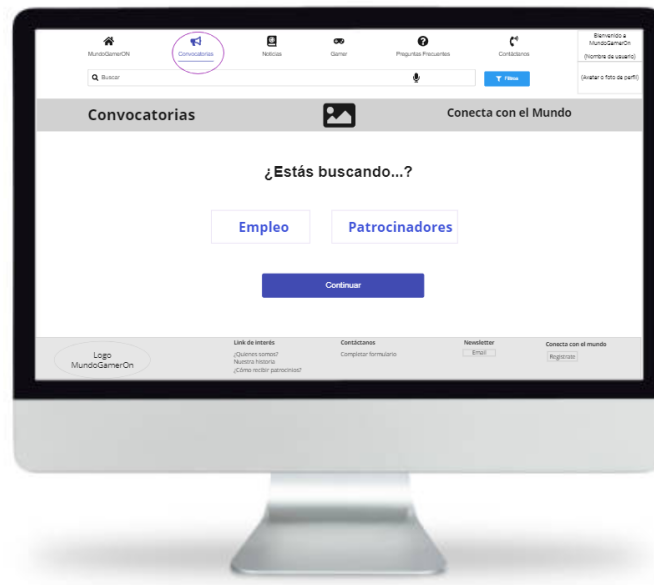 Bienvenido a
MundoGamerOn
(Nombre de usuario)
MundoGamerON
Convocatorias
Noticias
Gamer
Preguntas Frecuentes
Contáctanos
Buscar
Filtros
(Avatar o foto de perfil)
Convocatorias
Conecta con el Mundo
¿Estás buscando...?
Empleo
Patrocinadores
Continuar
Link de interés
Contáctanos
Newsletter
Conecta con el mundo
Logo
MundoGamerOn
¿Quienes somos?
Nuestra historia
¿Cómo recibir patrocinios?
Completar formulario
Email
Registrate